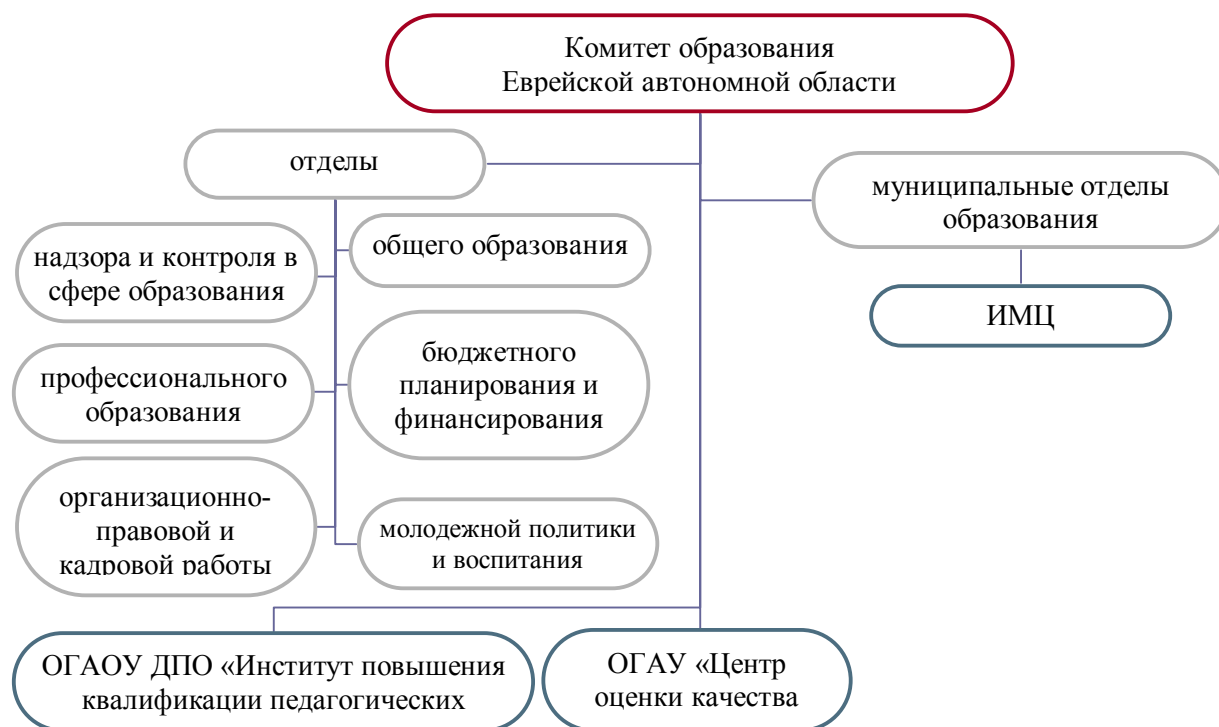 Комитет образования
Еврейской автономной области
отделы
муниципальные отделы
образования
общего образования
надзора и контроля в
сфере образования
ИМЦ
бюджетного
планирования и
финансирования
профессионального
образования
организационно-
правовой и
кадровой работы
молодежной политики
и воспитания
ОГАОУ ДПО «Институт повышения
квалификации педагогических
ОГАУ «Центр
оценки качества